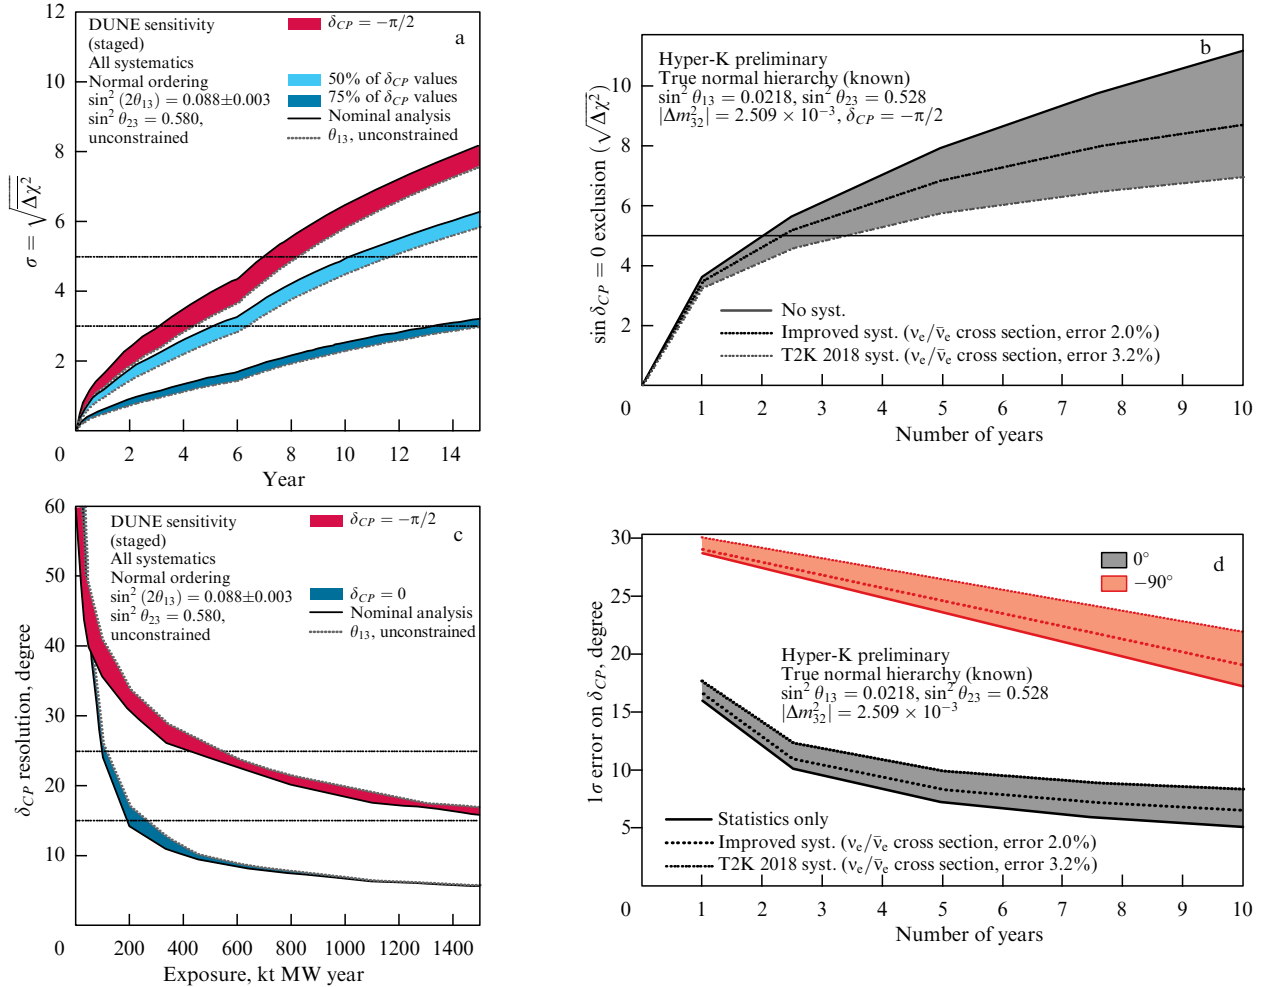 12
10
8
6
4
2
0
2
4
6
8
10
12
14
Year
σ = √Δχ²
DUNE sensitivity
(staged)
All systematics
Normal ordering
sin² (2θ₁₃) = 0.088±0.003
sin² θ₂₃ = 0.580,
unconstrained
δCP = −π/2
50% of δCP values
75% of δCP values
Nominal analysis
θ₁₃, unconstrained
a
10
8
6
4
2
0
1
2
3
4
5
6
7
8
9
10
Number of years
sin δCP = 0 exclusion (√Δχ²)
b
Hyper-K preliminary
True normal hierarchy (known)
sin² θ₁₃ = 0.0218, sin² θ₂₃ = 0.528
|Δm²₃₂| = 2.509 × 10⁻³, δCP = −π/2
No syst.
Improved syst. (νe/ν̄e cross section, error 2.0%)
T2K 2018 syst. (νe/ν̄e cross section, error 3.2%)
60
50
40
30
20
10
0
200
400
600
800
1000
1200
1400
Exposure, kt MW year
δCP resolution, degree
DUNE sensitivity
(staged)
All systematics
Normal ordering
sin² (2θ₁₃) = 0.088±0.003
sin² θ₂₃ = 0.580,
unconstrained
δCP = −π/2
δCP = 0
Nominal analysis
θ₁₃, unconstrained
c
30
25
20
15
10
5
0
1
2
3
4
5
6
7
8
9
10
Number of years
1σ error on δCP, degree
0°
−90°
d
Hyper-K preliminary
True normal hierarchy (known)
sin² θ₁₃ = 0.0218, sin² θ₂₃ = 0.528
|Δm²₃₂| = 2.509 × 10⁻³
Statistics only
Improved syst. (νe/ν̄e cross section, error 2.0%)
T2K 2018 syst. (νe/ν̄e cross section, error 3.2%)